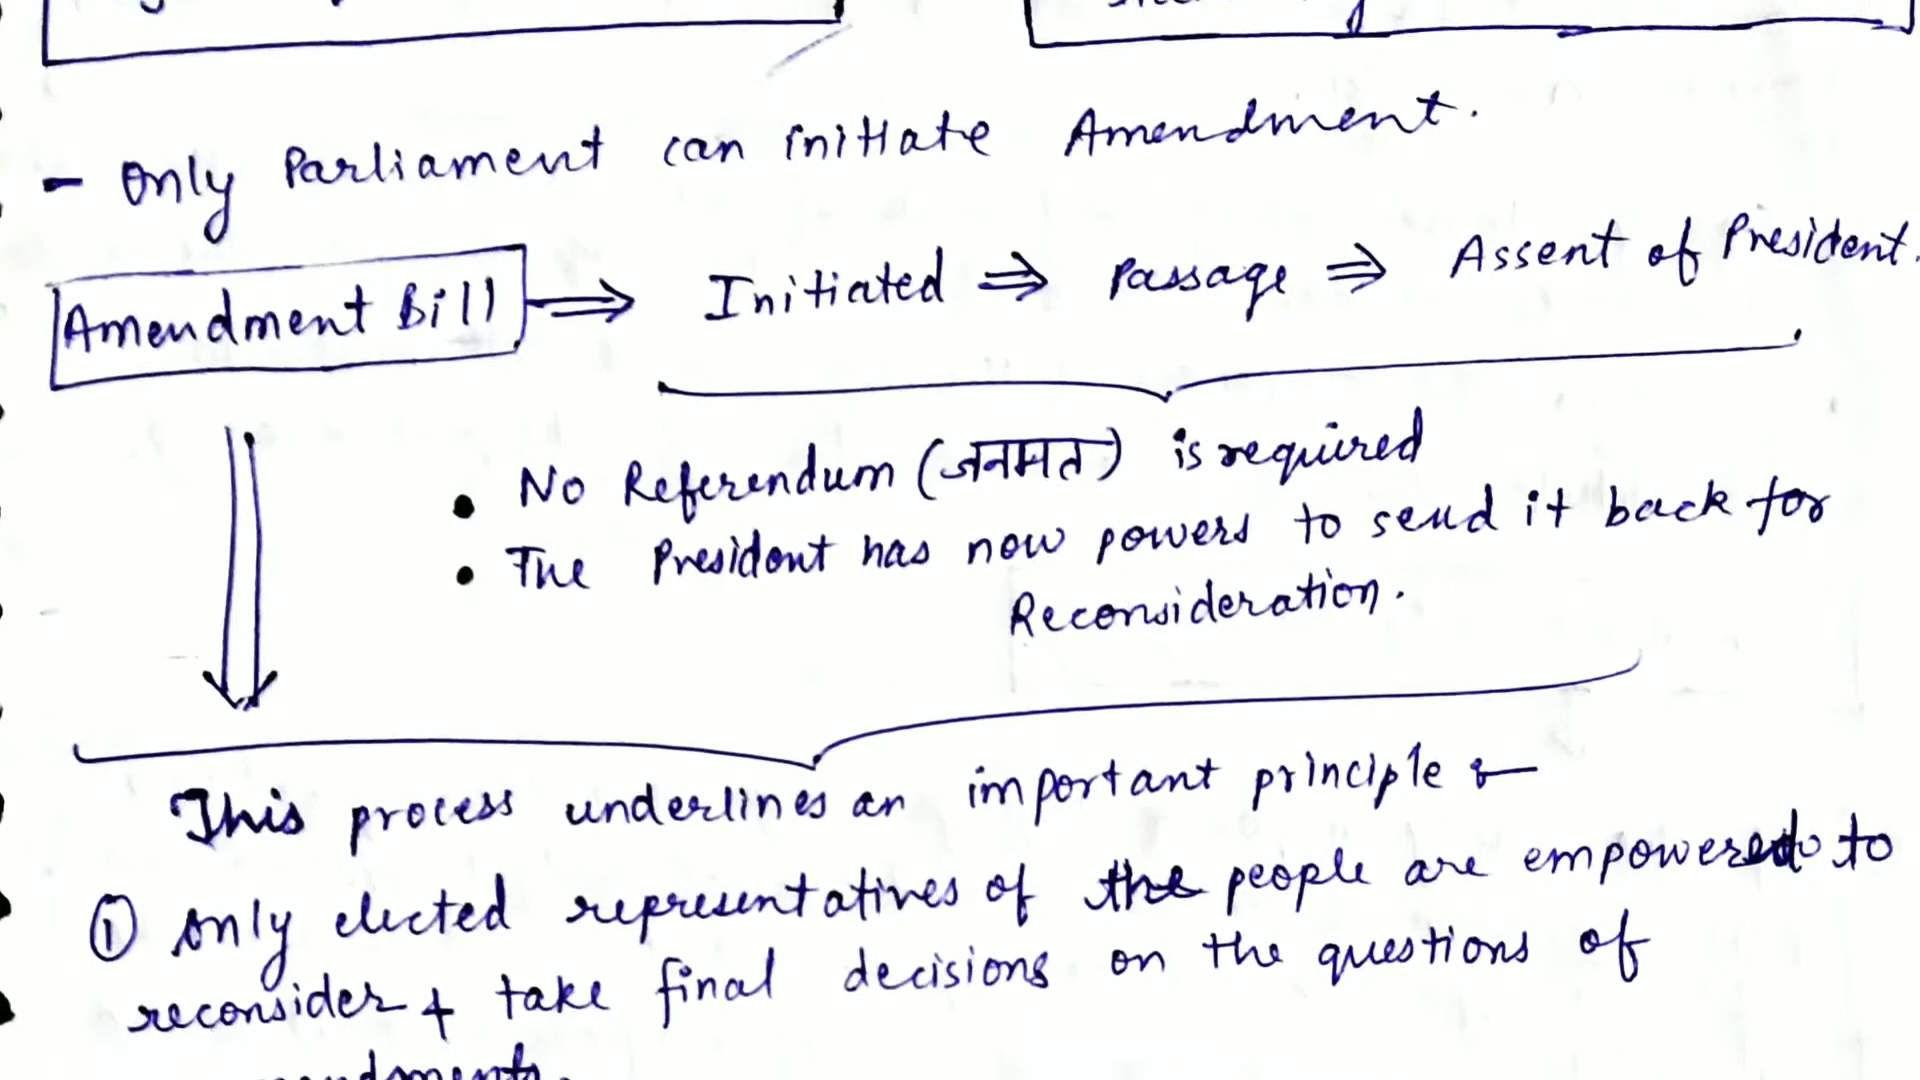 - Only Parliament can initiate Amendment.
Amendment Bill ⇒ Initiated ⇒ Passage ⇒ Assent of President.
• No Referendum (जनमत) is required
• The President has now powers to send it back for
Reconsideration.
This process underlines an important principle :-
① Only elected representatives of the people are empowered to
reconsider + take final decisions on the questions of